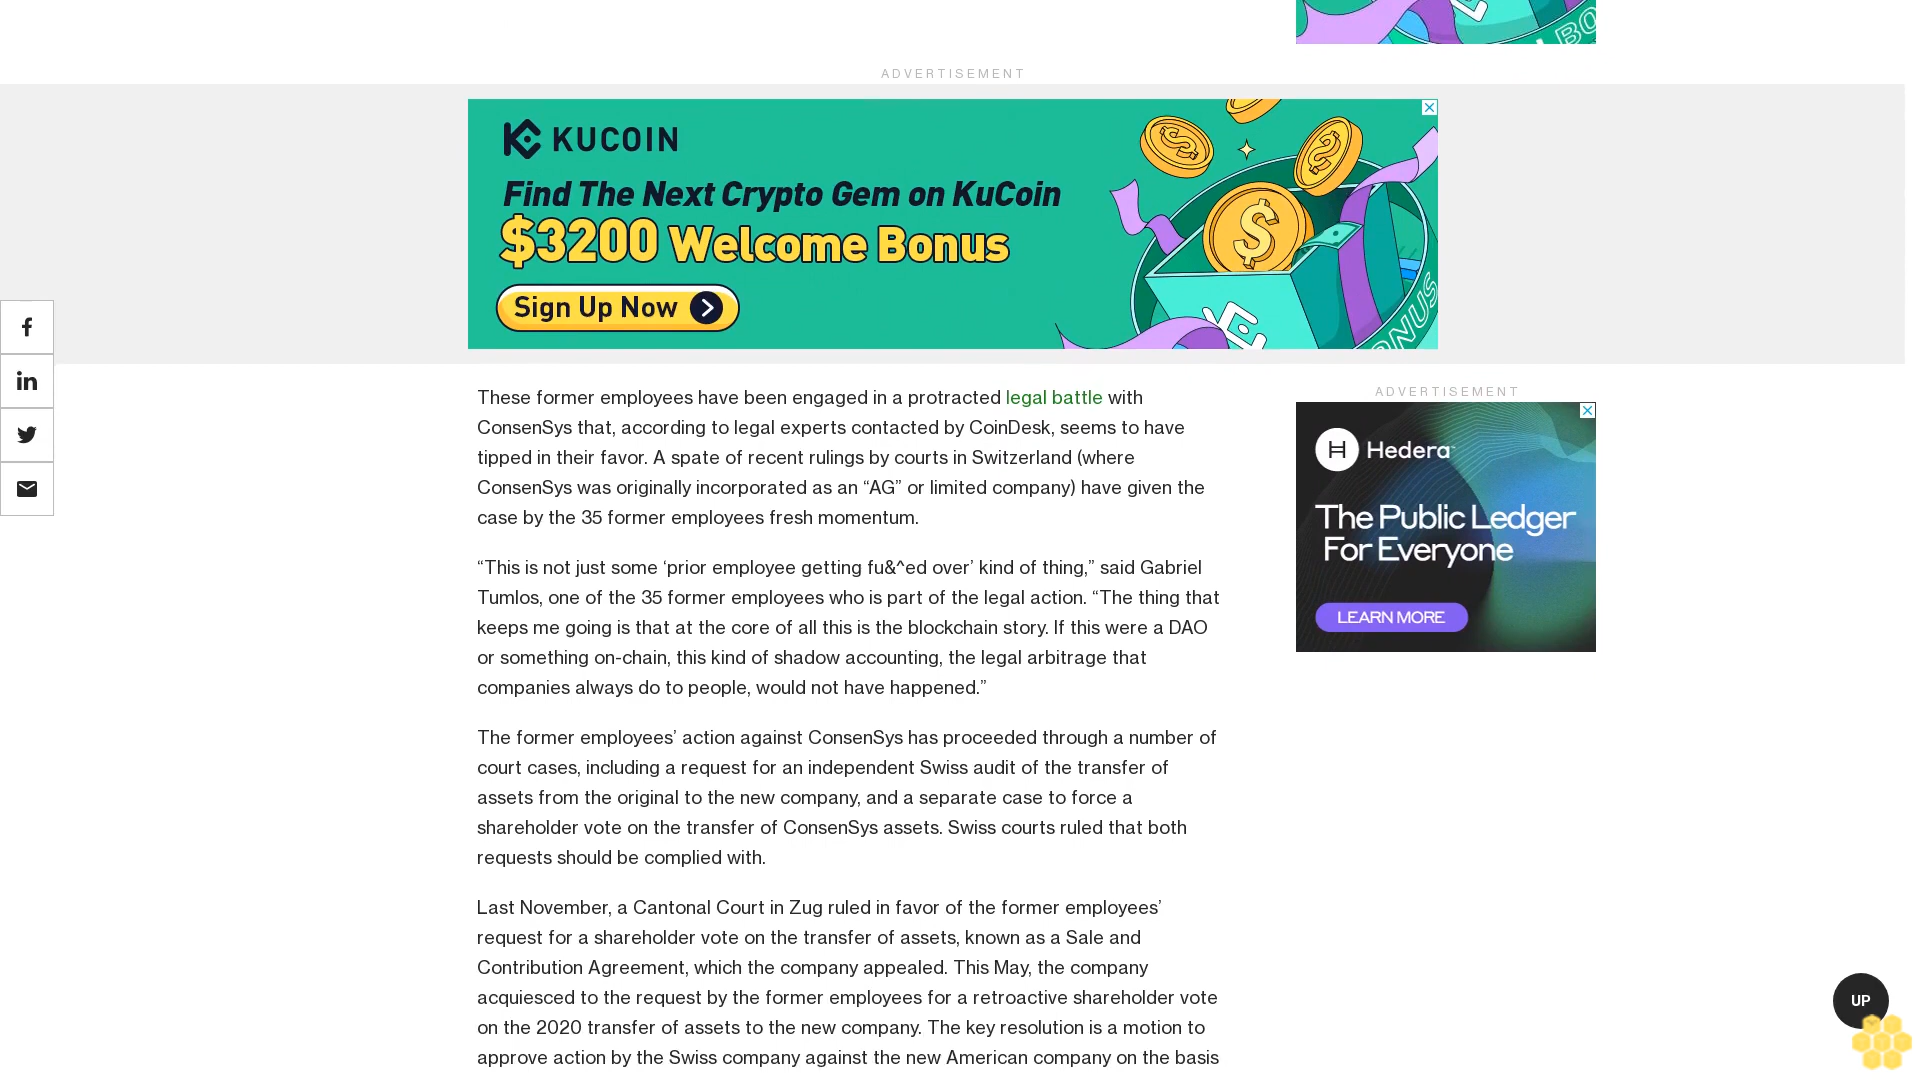 ADVERTISEMENT
KUCOIN
Find The Next Crypto Gem on KuCoin
$3200 Welcome Bonus
Sign Up Now
BONUS
These former employees have been engaged in a protracted legal battle with
ConsenSys that, according to legal experts contacted by CoinDesk, seems to have
tipped in their favor. A spate of recent rulings by courts in Switzerland (where
ConsenSys was originally incorporated as an “AG” or limited company) have given the
case by the 35 former employees fresh momentum.
“This is not just some ‘prior employee getting fu&^ed over’ kind of thing,” said Gabriel
Tumlos, one of the 35 former employees who is part of the legal action. “The thing that
keeps me going is that at the core of all this is the blockchain story. If this were a DAO
or something on-chain, this kind of shadow accounting, the legal arbitrage that
companies always do to people, would not have happened.”
The former employees’ action against ConsenSys has proceeded through a number of
court cases, including a request for an independent Swiss audit of the transfer of
assets from the original to the new company, and a separate case to force a
shareholder vote on the transfer of ConsenSys assets. Swiss courts ruled that both
requests should be complied with.
Last November, a Cantonal Court in Zug ruled in favor of the former employees’
request for a shareholder vote on the transfer of assets, known as a Sale and
Contribution Agreement, which the company appealed. This May, the company
acquiesced to the request by the former employees for a retroactive shareholder vote
on the 2020 transfer of assets to the new company. The key resolution is a motion to
approve action by the Swiss company against the new American company on the basis
ADVERTISEMENT
Hedera
The Public Ledger
For Everyone
LEARN MORE
UP